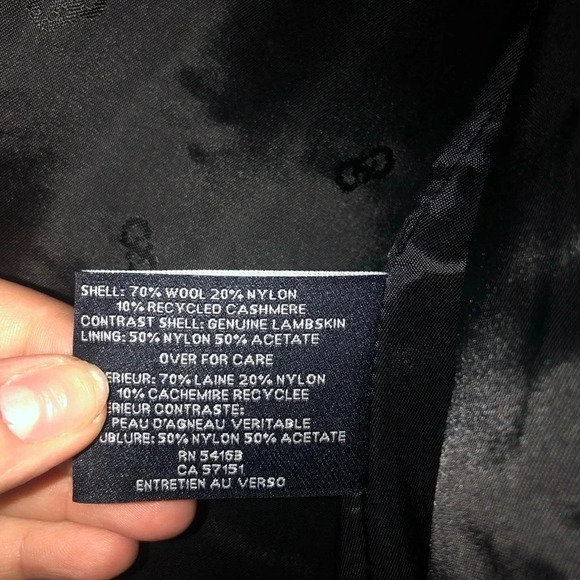 SHELL: 70% WOOL 20% NYLON
10% RECYCLED CASHMERE
CONTRAST SHELL: GENUINE LAMBSKIN
LINING: 50% NYLON 50% ACETATE
OVER FOR CARE
ERIEUR: 70% LAINE 20% NYLON
10% CACHEMIRE RECYCLEE
ERIEUR CONTRASTE:
PEAU D'AGNEAU VERITABLE
UBLURE: 50% NYLON 50% ACETATE
RN 54163
CA 57151
ENTRETIEN AU VERSO